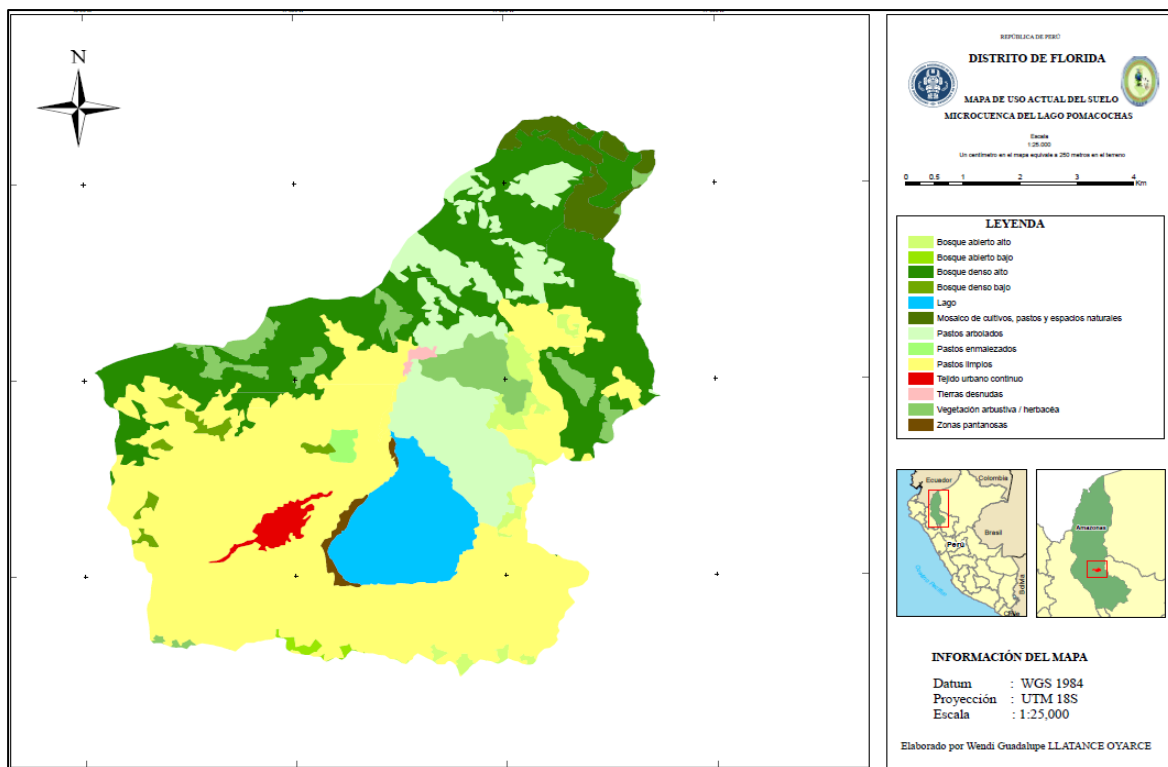 N
REPÚBLICA DE PERÚ
DISTRITO DE FLORIDA
MAPA DE USO ACTUAL DEL SUELO
MICROCUENCA DEL LAGO POMACOCHAS
Escala
1:25.000
Un centímetro en el mapa equivale a 250 metros en el terreno
0 0.5 1 2 3 4
Km
LEYENDA
Bosque abierto alto
Bosque abierto bajo
Bosque denso alto
Bosque denso bajo
Lago
Mosaico de cultivos, pastos y espacios naturales
Pastos arbolados
Pastos enmalezados
Pastos limpios
Tejido urbano continuo
Tierras desnudas
Vegetación arbustiva / herbacéa
Zonas pantanosas
Ecuador
Colombia
Brasil
Perú
Amazonas
INFORMACIÓN DEL MAPA
Datum : WGS 1984
Proyección : UTM 18S
Escala : 1:25,000
Elaborado por Wendi Guadalupe LLATANCE OYARCE